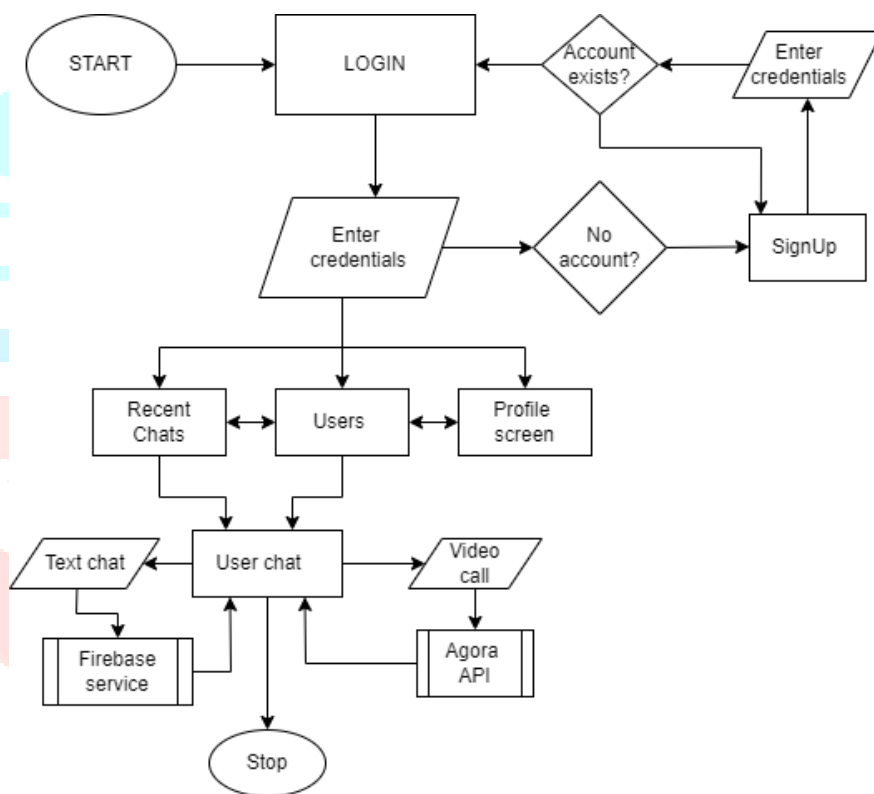 START
LOGIN
Account
exists?
Enter
credentials
Enter
credentials
No
account?
SignUp
Recent
Chats
Users
Profile
screen
Text chat
User chat
Video
call
Firebase
service
Agora
API
Stop